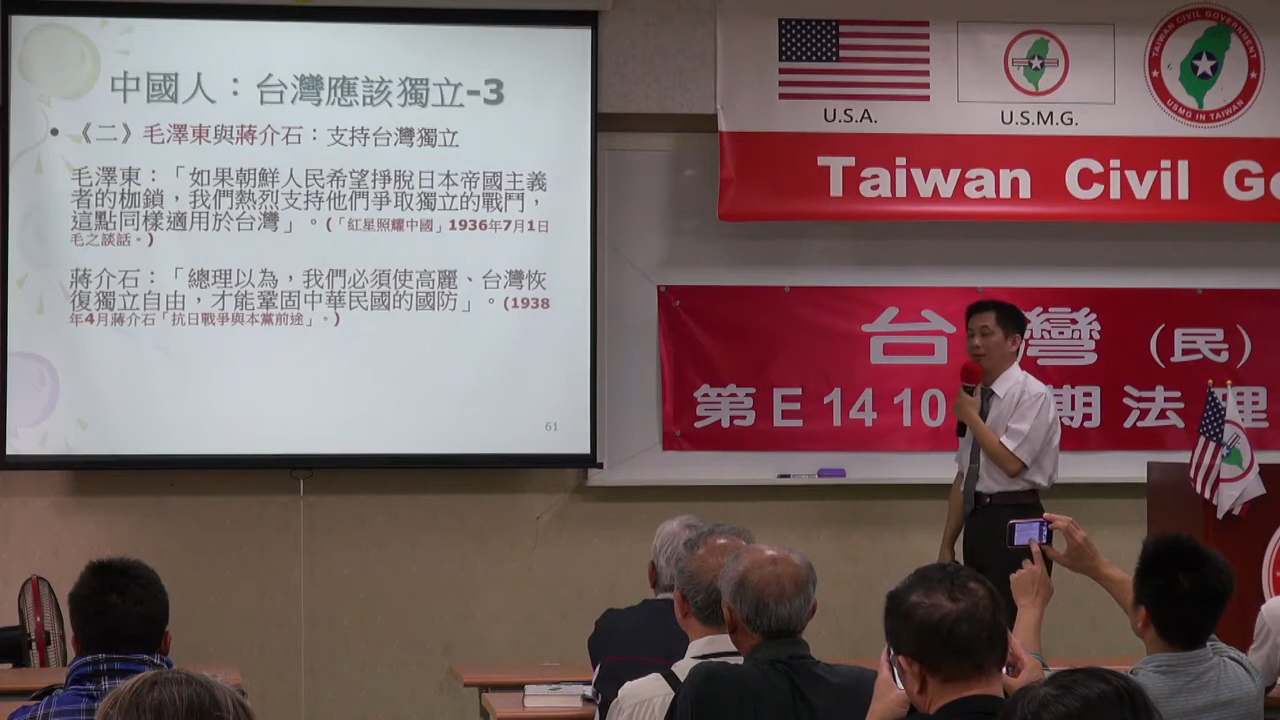 中國人：台灣應該獨立-3
• 《二》毛澤東與蔣介石：支持台灣獨立
毛澤東：「如果朝鮮人民希望掙脫日本帝國主義
者的枷鎖，我們熱烈支持他們爭取獨立的戰鬥，
這點同樣適用於台灣」。(「紅星照耀中國」1936年7月1日
毛之談話。)
蔣介石：「總理以為，我們必須使高麗、台灣恢
復獨立自由，才能鞏固中華民國的國防」。(1938
年4月蔣介石「抗日戰爭與本黨前途」。)
61
U.S.A.
U.S.M.G.
TAIWAN CIVIL GOVERNMENT
USMG IN TAIWAN
Taiwan Civil G
台灣（民）
第E 14 10 期法理